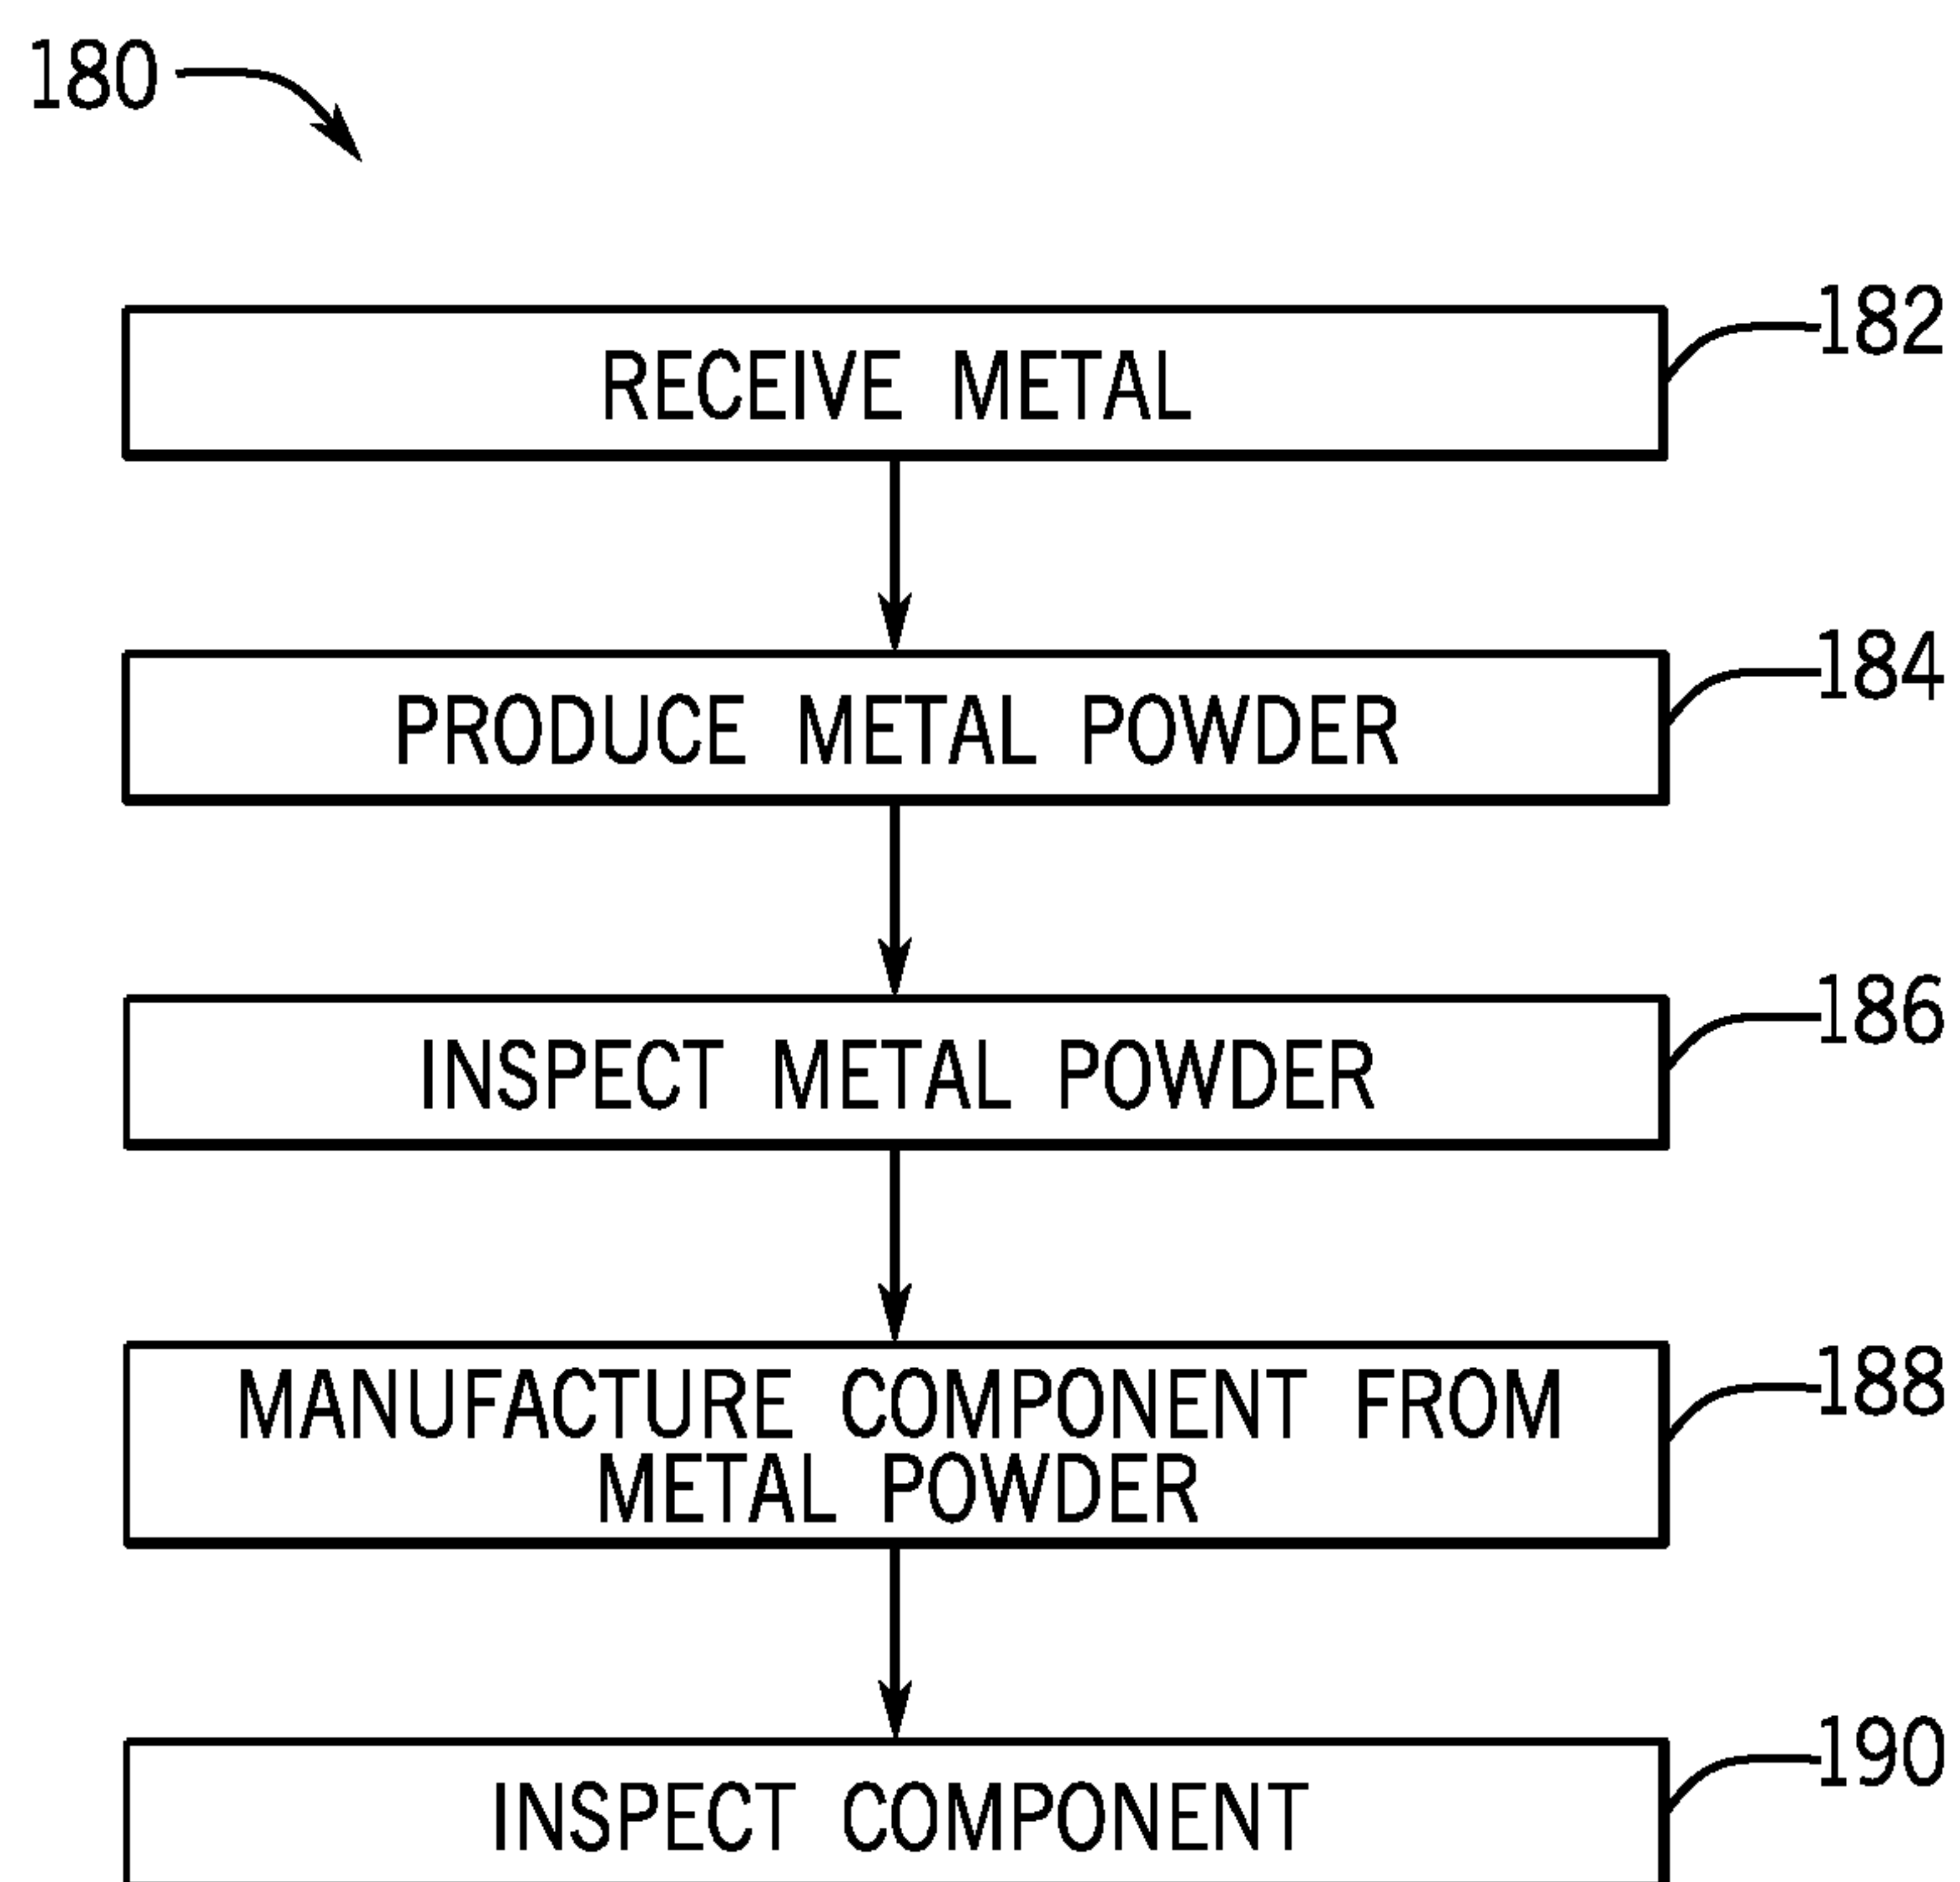 180
RECEIVE METAL
182
PRODUCE METAL POWDER
184
INSPECT METAL POWDER
186
MANUFACTURE COMPONENT FROM
METAL POWDER
188
INSPECT COMPONENT
190